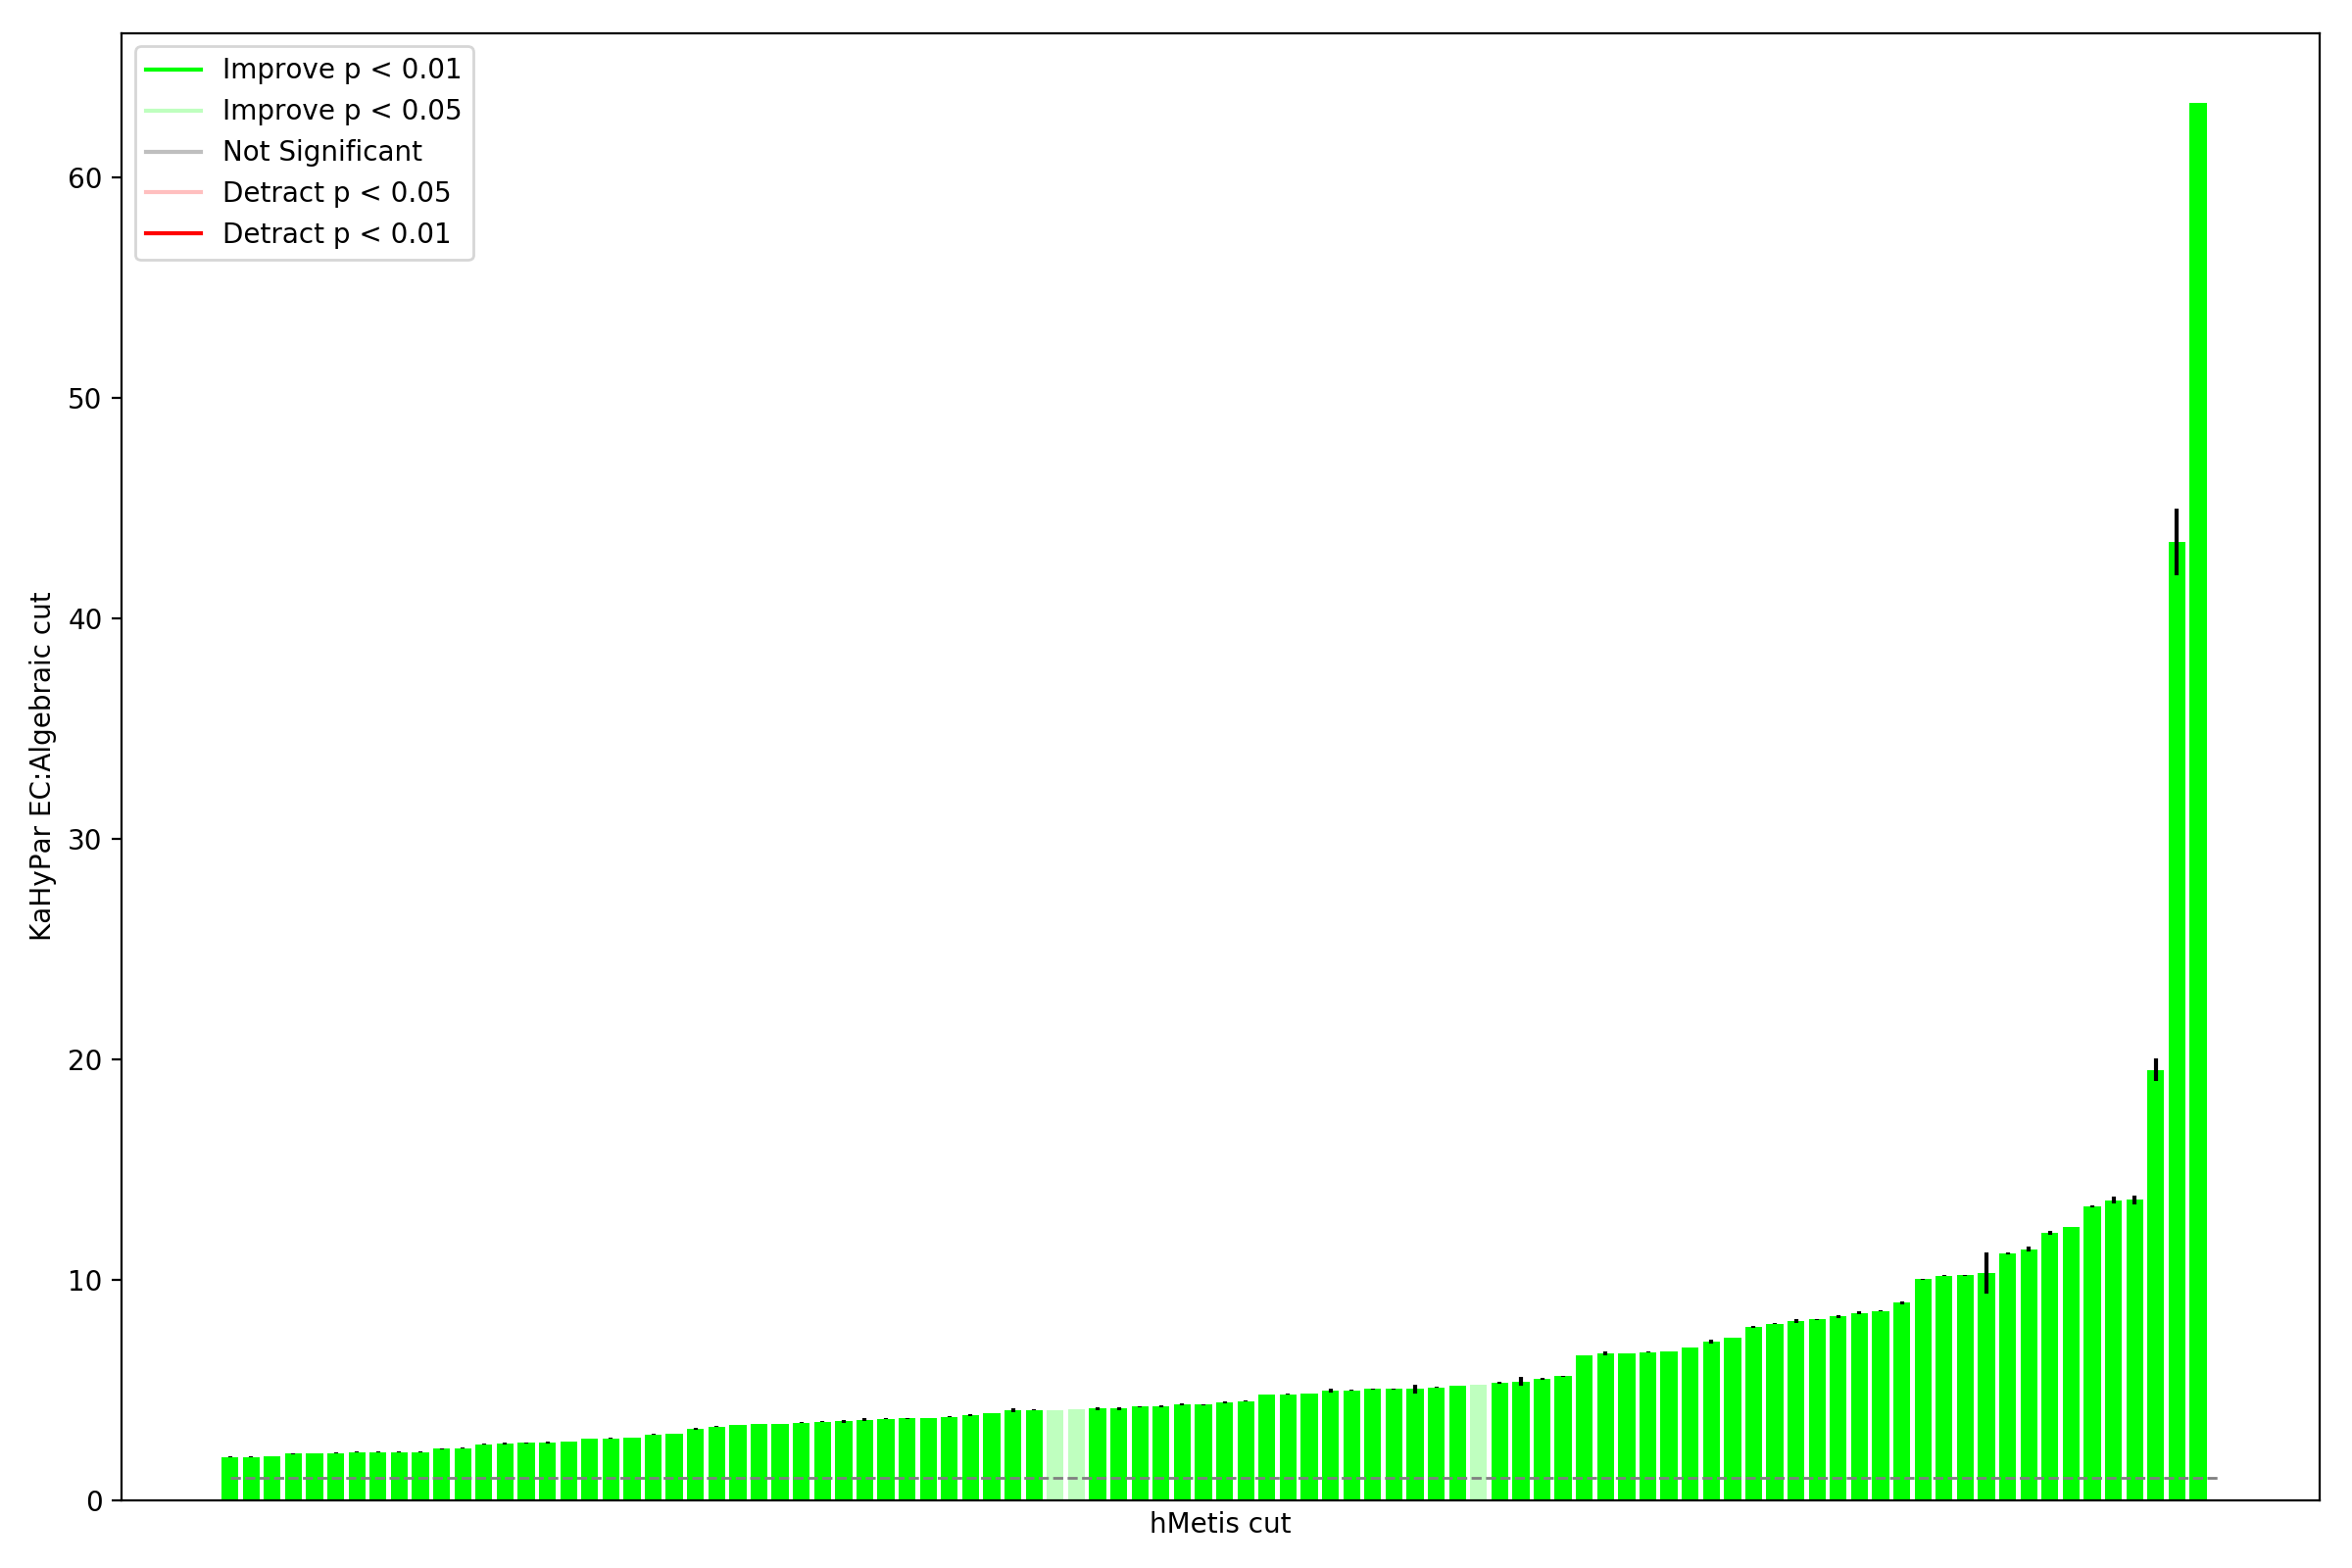 Improve p < 0.01
Improve p < 0.05
Not Significant
Detract p < 0.05
Detract p < 0.01
60
50
40
30
20
10
0
KaHyPar EC:Algebraic cut
hMetis cut